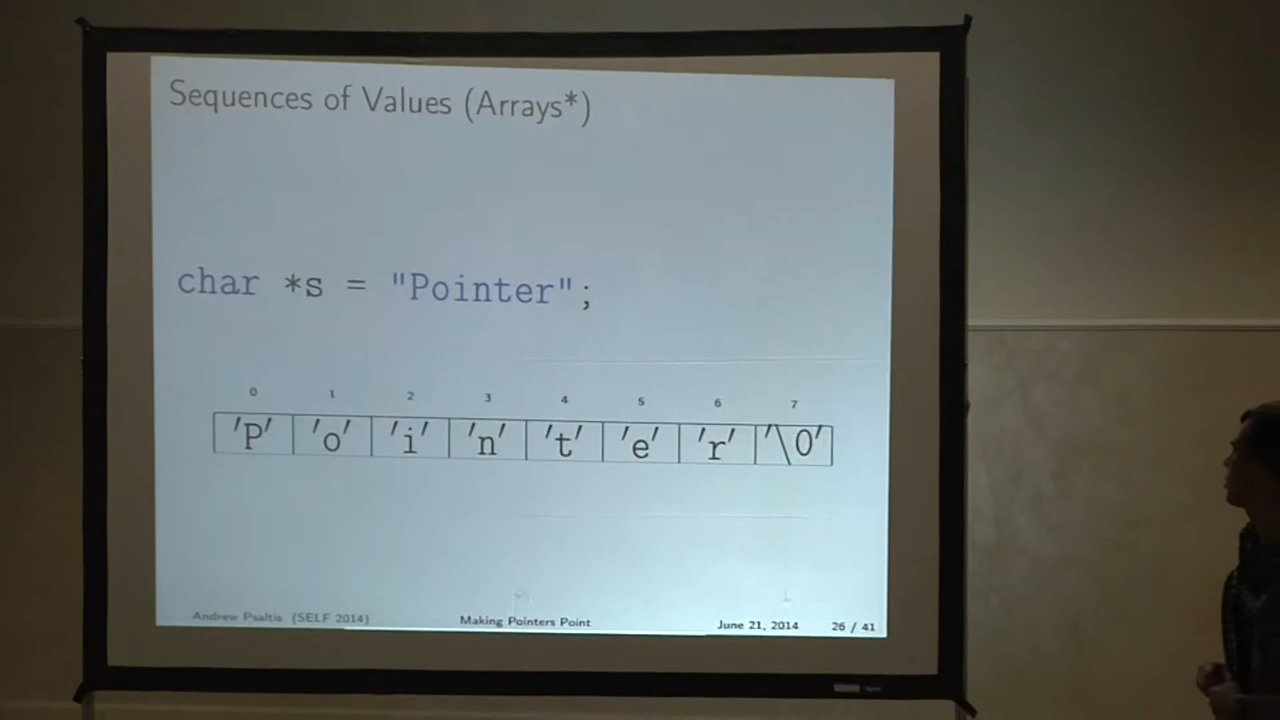 Sequences of Values (Arrays*)
char *s = "Pointer";
0 1 2 3 4 5 6 7
'P' 'o' 'i' 'n' 't' 'e' 'r' '\0'
Andrew Psaltis (SELF 2014) Making Pointers Point June 21, 2014 26 / 41